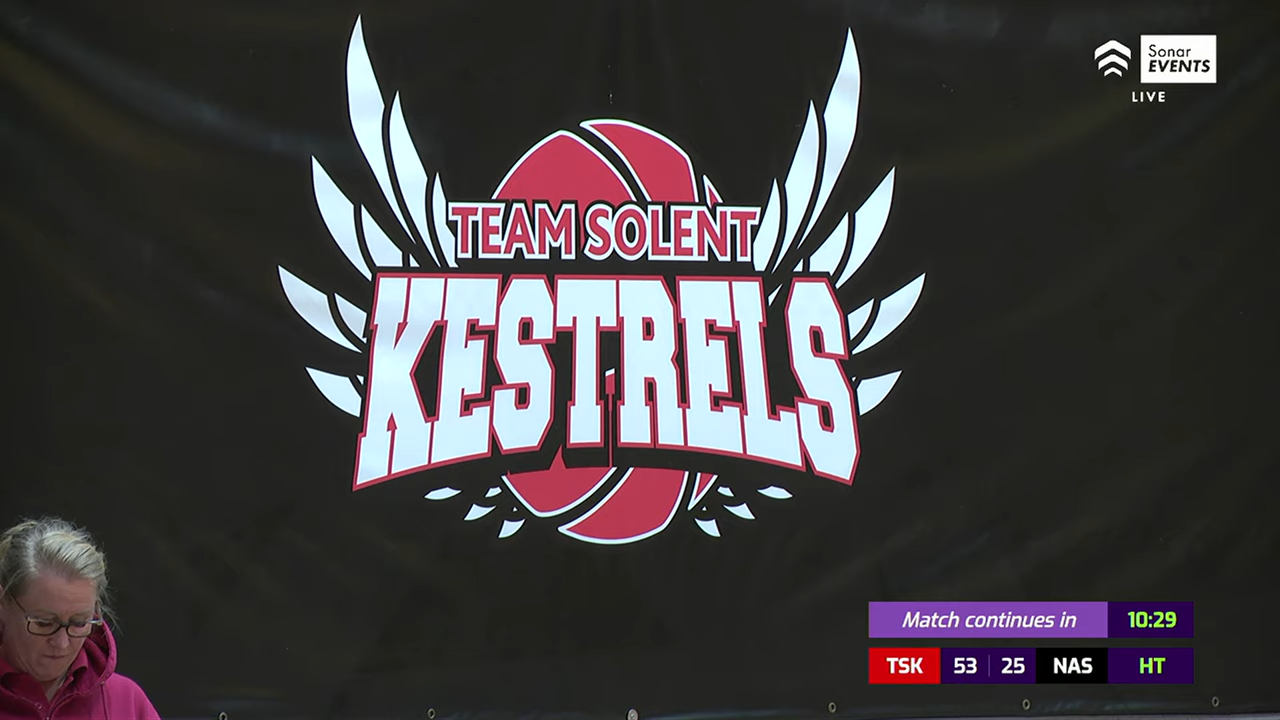 Sonar
EVENTS
LIVE
TEAM SOLENT
KESTRELS
Match continues in 10:29
TSK 53 25 NAS HT